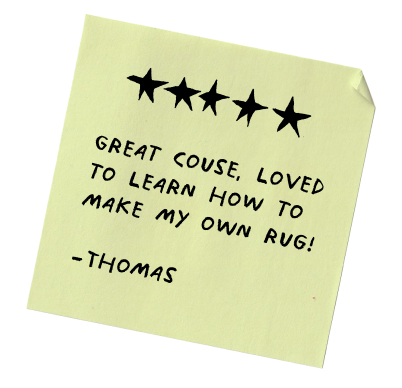 ★★★★★
GREAT COUSE, LOVED
TO LEARN HOW TO
MAKE MY OWN RUG!
-THOMAS